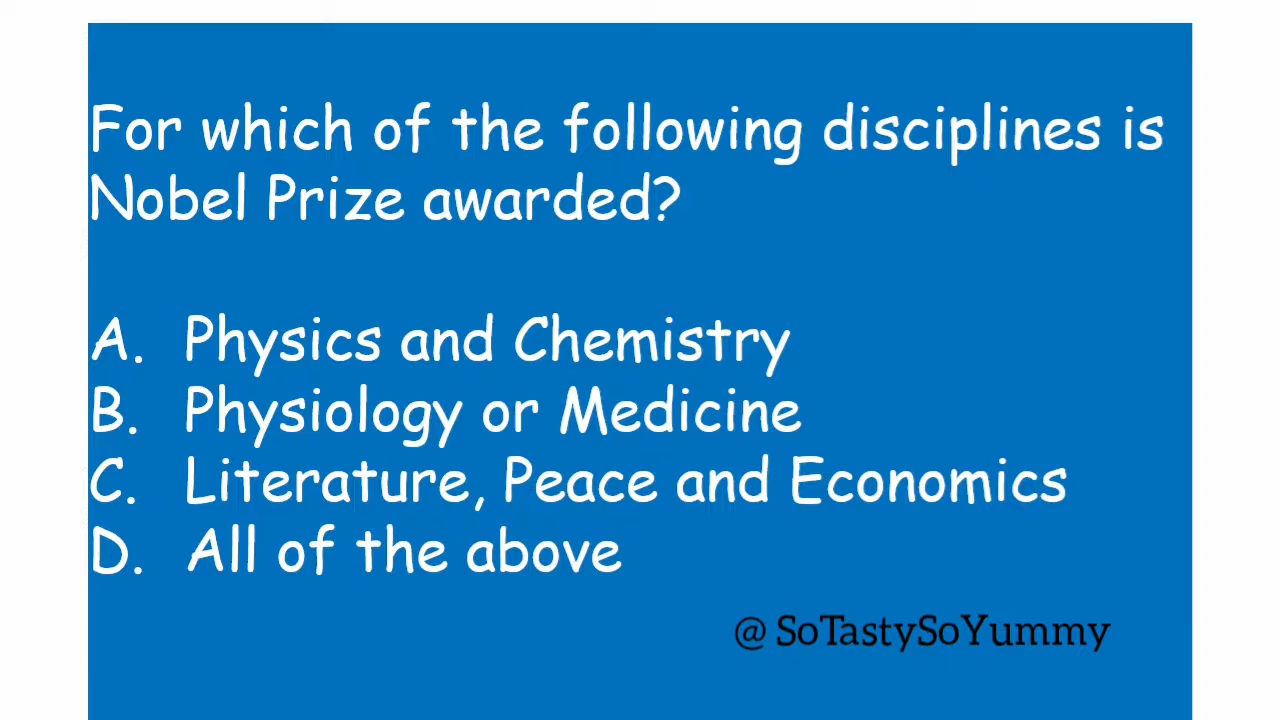 For which of the following disciplines is
Nobel Prize awarded?
A. Physics and Chemistry
B. Physiology or Medicine
C. Literature, Peace and Economics
D. All of the above
@ SoTastySoYummy